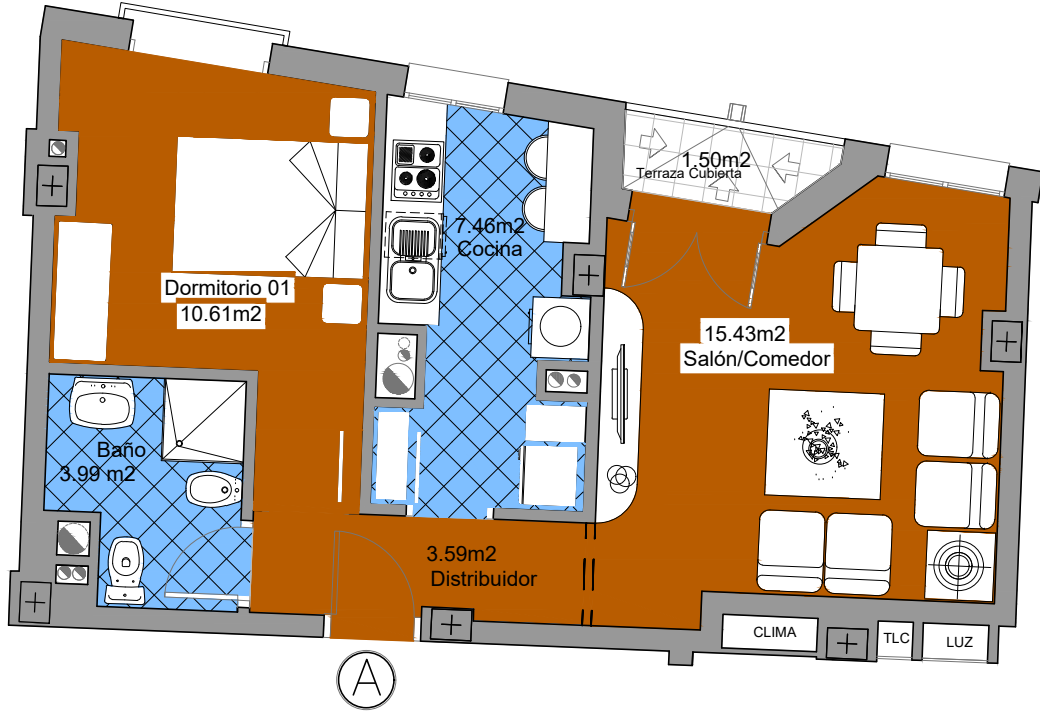 1.50m2
Terraza Cubierta
7.46m2
Cocina
Dormitorio 01
10.61m2
15.43m2
Salón/Comedor
Baño
3.99 m2
3.59m2
Distribuidor
CLIMA
TLC
LUZ
A